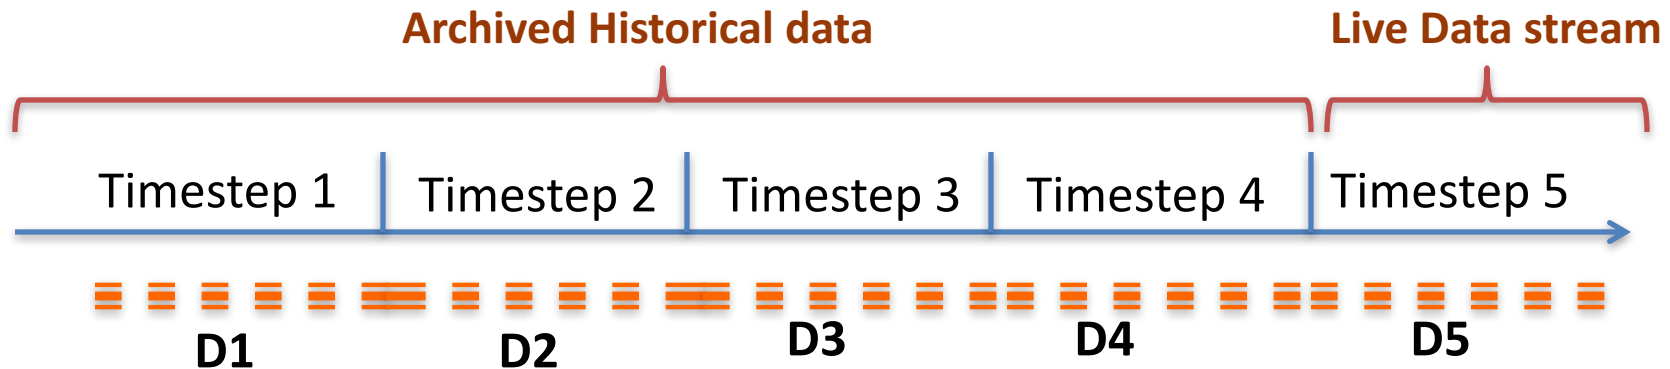 Archived Historical data
Live Data stream
Timestep 1
Timestep 2
Timestep 3
Timestep 4
Timestep 5
D1
D2
D3
D4
D5